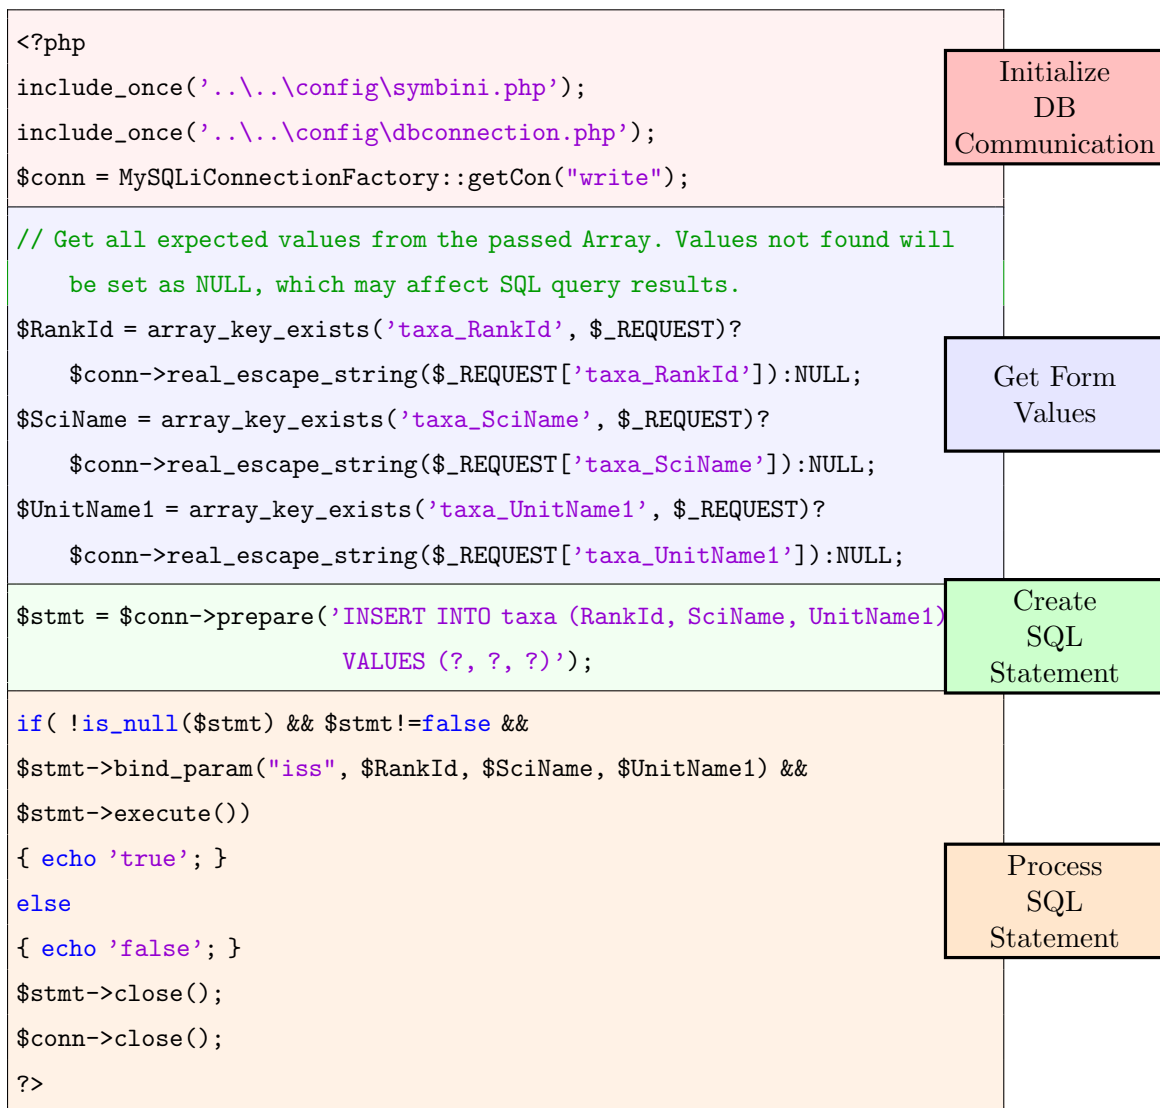 <?php
include_once('..\..\config\symbini.php');
include_once('..\..\config\dbconnection.php');
$conn = MySQLiConnectionFactory::getCon("write");
Initialize
DB
Communication
// Get all expected values from the passed Array. Values not found will
be set as NULL, which may affect SQL query results.
$RankId = array_key_exists('taxa_RankId', $_REQUEST)?
$conn->real_escape_string($_REQUEST['taxa_RankId']):NULL;
$SciName = array_key_exists('taxa_SciName', $_REQUEST)?
$conn->real_escape_string($_REQUEST['taxa_SciName']):NULL;
$UnitName1 = array_key_exists('taxa_UnitName1', $_REQUEST)?
$conn->real_escape_string($_REQUEST['taxa_UnitName1']):NULL;
Get Form
Values
$stmt = $conn->prepare('INSERT INTO taxa (RankId, SciName, UnitName1)
VALUES (?, ?, ?)');
Create
SQL
Statement
if( !is_null($stmt) && $stmt!=false &&
$stmt->bind_param("iss", $RankId, $SciName, $UnitName1) &&
$stmt->execute())
{ echo 'true'; }
else
{ echo 'false'; }
$stmt->close();
$conn->close();
?>
Process
SQL
Statement